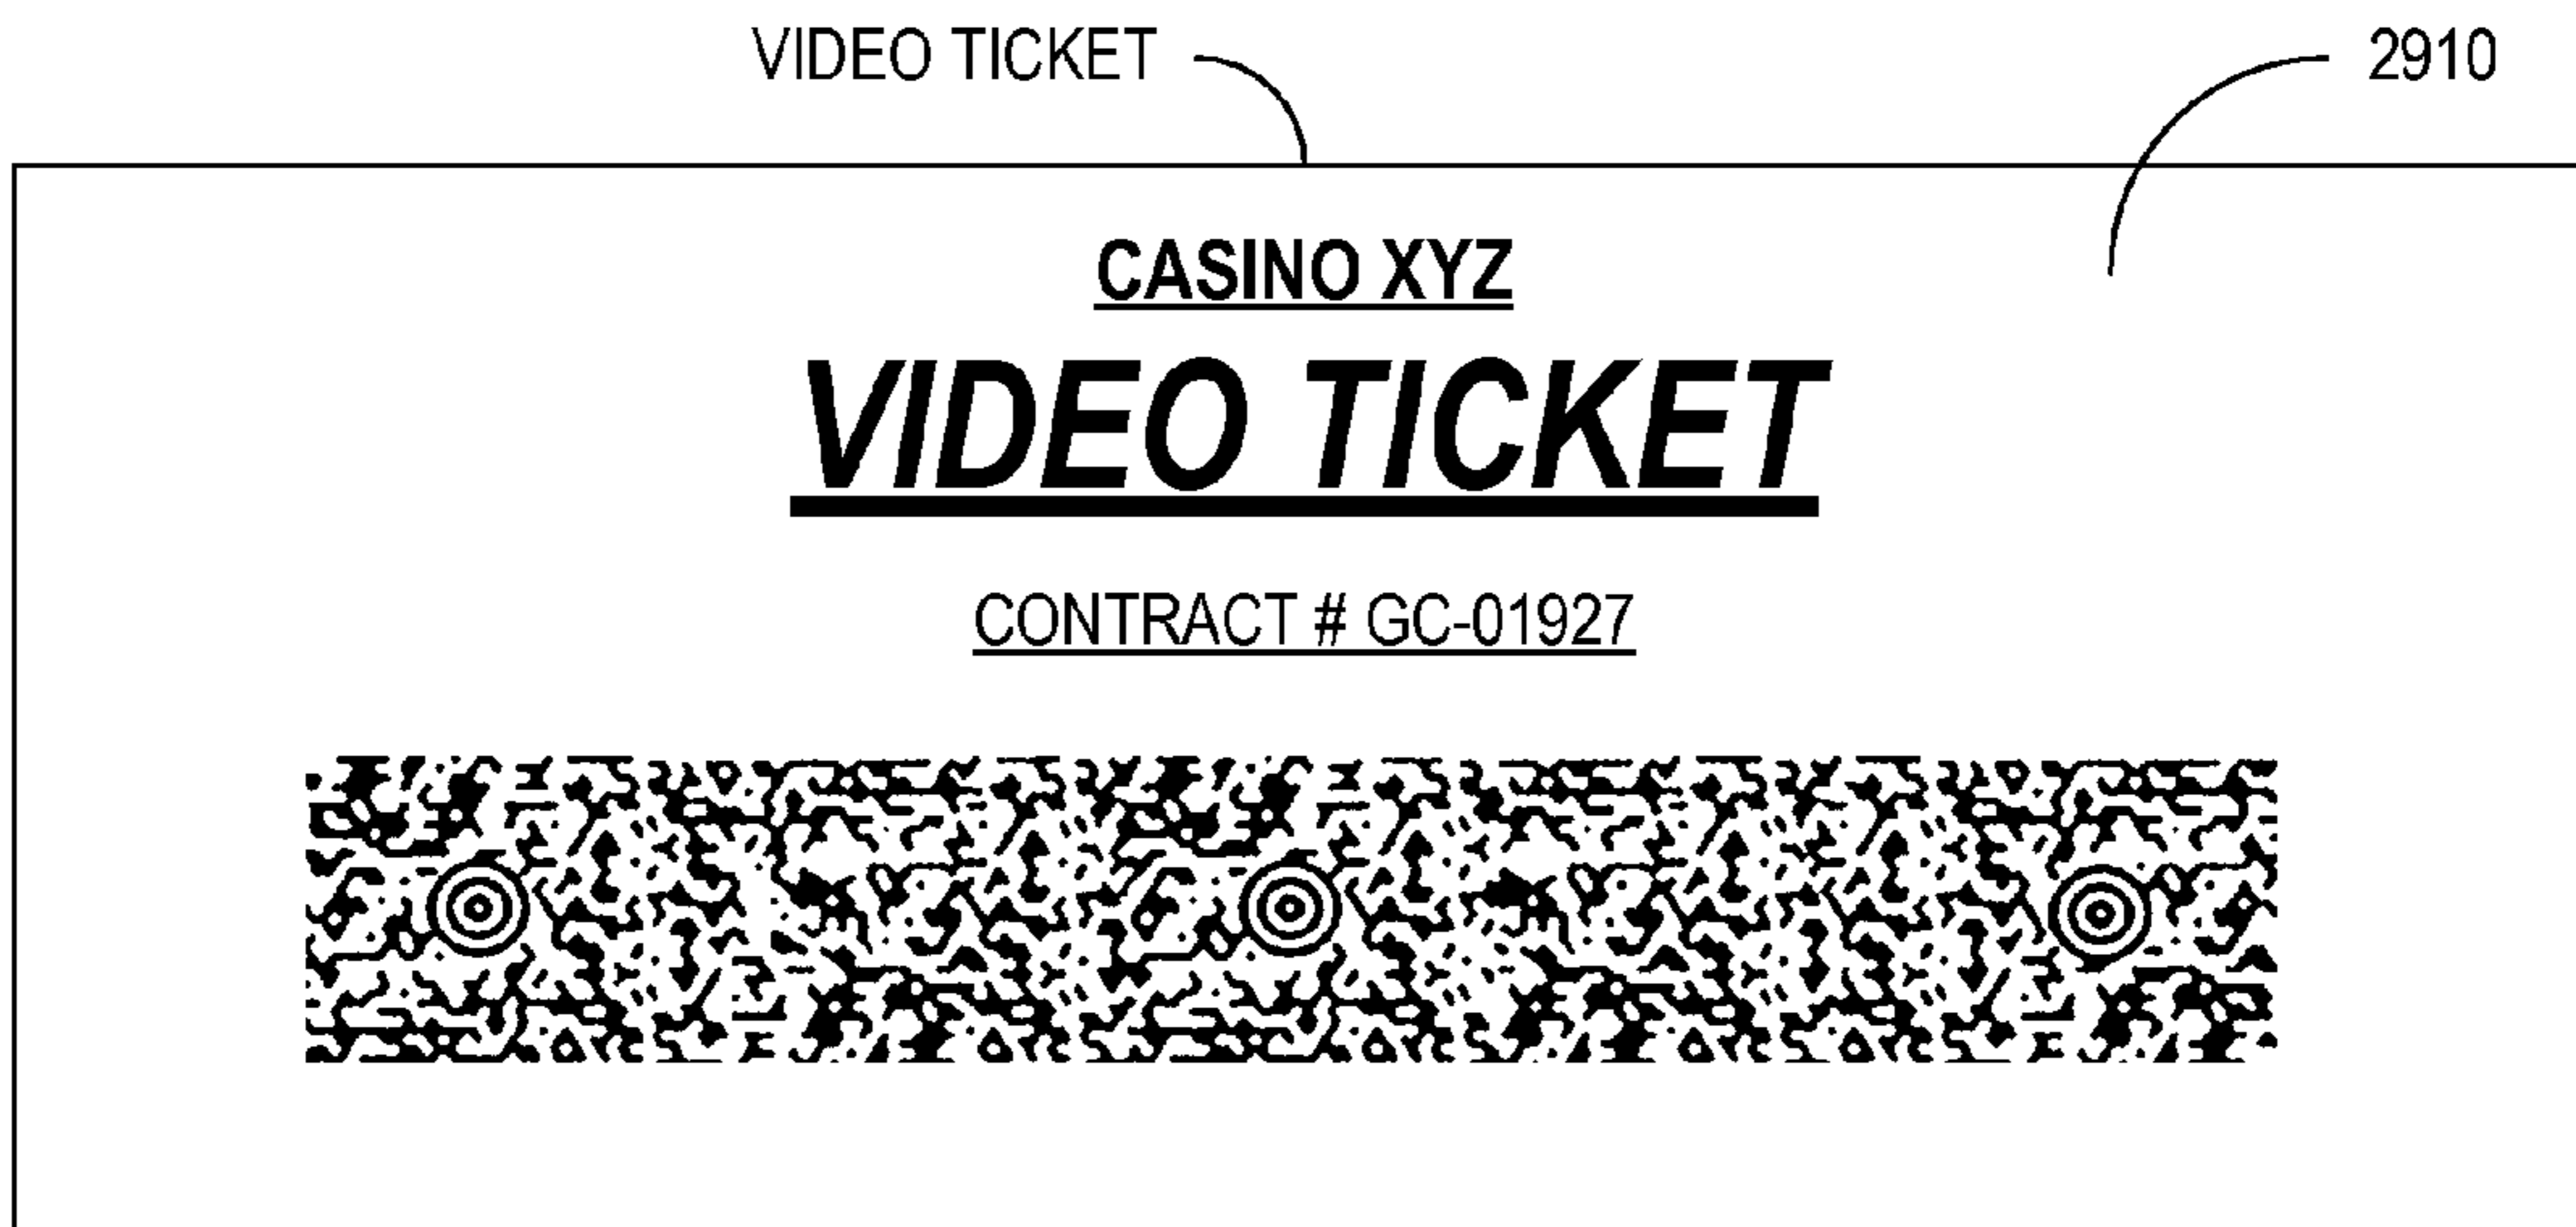 VIDEO TICKET 2910
CASINO XYZ
VIDEO TICKET
CONTRACT # GC-01927